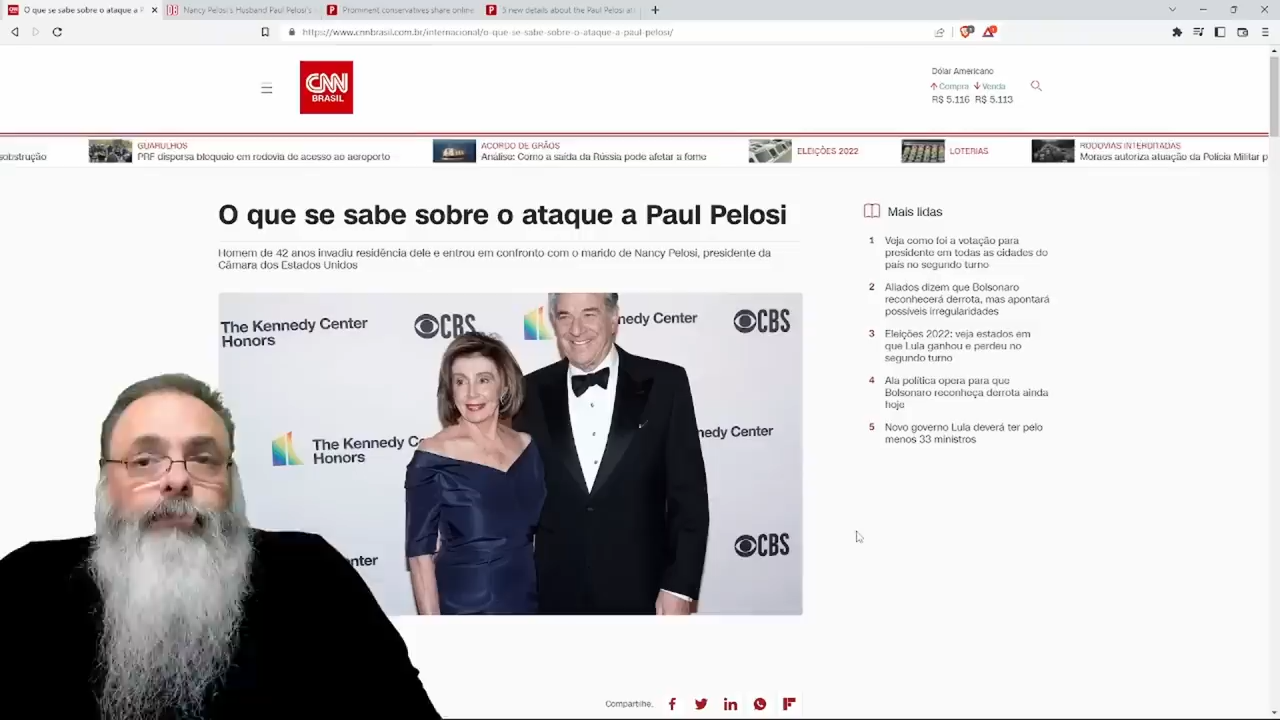 O que se sabe sobre o ataque a P
Nancy Pelosi's Husband Paul Pelosi's
Prominent conservatives share online
5 new details about the Paul Pelosi at
https://www.cnnbrasil.com.br/internacional/o-que-se-sabe-sobre-o-ataque-a-paul-pelosi/
CNN
BRASIL
Dólar Americano
Compra Venda
R$ 5.116 R$ 5.113
sobstrução
GUARULHOS
PRF dispersa bloqueio em rodovia de acesso ao aeroporto
ACORDO DE GRÃOS
Análise: Como a saída da Rússia pode afetar a fome
ELEIÇÕES 2022
LOTERIAS
RODOVIAS INTERDITADAS
Moraes autoriza atuação da Polícia Militar p
O que se sabe sobre o ataque a Paul Pelosi
Homem de 42 anos invadiu residência dele e entrou em confronto com o marido de Nancy Pelosi, presidente da
Câmara dos Estados Unidos
The Kennedy Center
Honors
CBS
nedy Center
CBS
The Kennedy C
Honors
nedy Center
enter
CBS
Mais lidas
1 Veja como foi a votação para
presidente em todas as cidades do
país no segundo turno
2 Aliados dizem que Bolsonaro
reconhecerá derrota, mas apontará
possíveis irregularidades
3 Eleições 2022: veja estados em
que Lula ganhou e perdeu no
segundo turno
4 Ala política opera para que
Bolsonaro reconheça derrota ainda
hoje
5 Novo governo Lula deverá ter pelo
menos 33 ministros
Compartilhe: